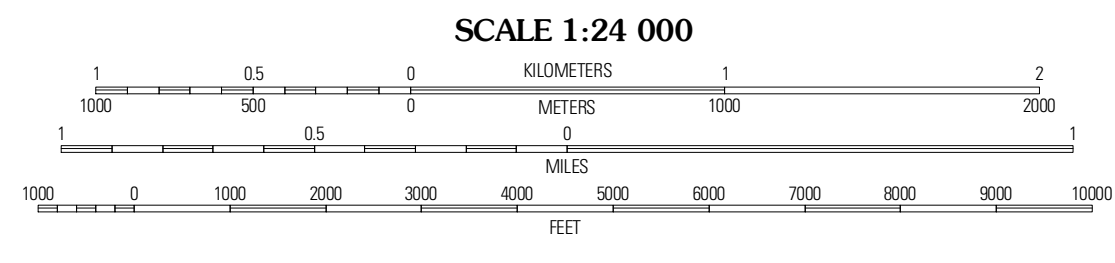 SCALE 1:24 000
1 0.5 0 KILOMETERS 1 2
1000 500 0 METERS 1000 2000
1 0.5 0 1
MILES
1000 0 1000 2000 3000 4000 5000 6000 7000 8000 9000 10000
FEET